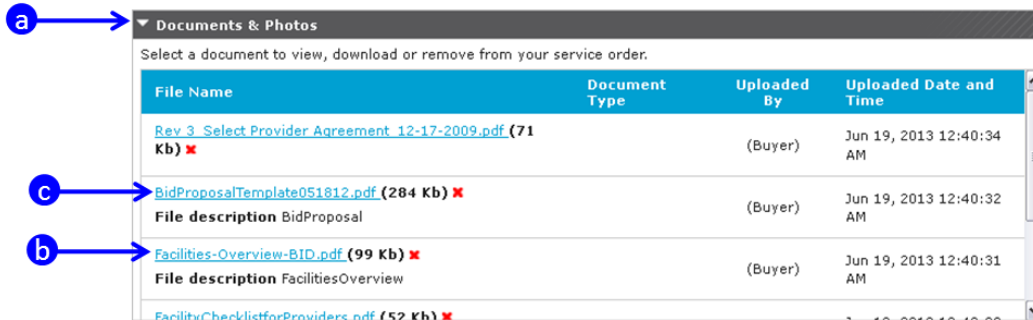 a
Documents & Photos
Select a document to view, download or remove from your service order.
File Name Document Type Uploaded By Uploaded Date and Time
Rev 3 Select Provider Agreement 12-17-2009.pdf (71 Kb) (Buyer) Jun 19, 2013 12:40:34 AM
c
BidProposalTemplate051812.pdf (284 Kb) (Buyer) Jun 19, 2013 12:40:32 AM
File description BidProposal
b
Facilities-Overview-BID.pdf (99 Kb) (Buyer) Jun 19, 2013 12:40:31 AM
File description FacilitiesOverview
FacilityChecklistforProviders.pdf (52 Kb)